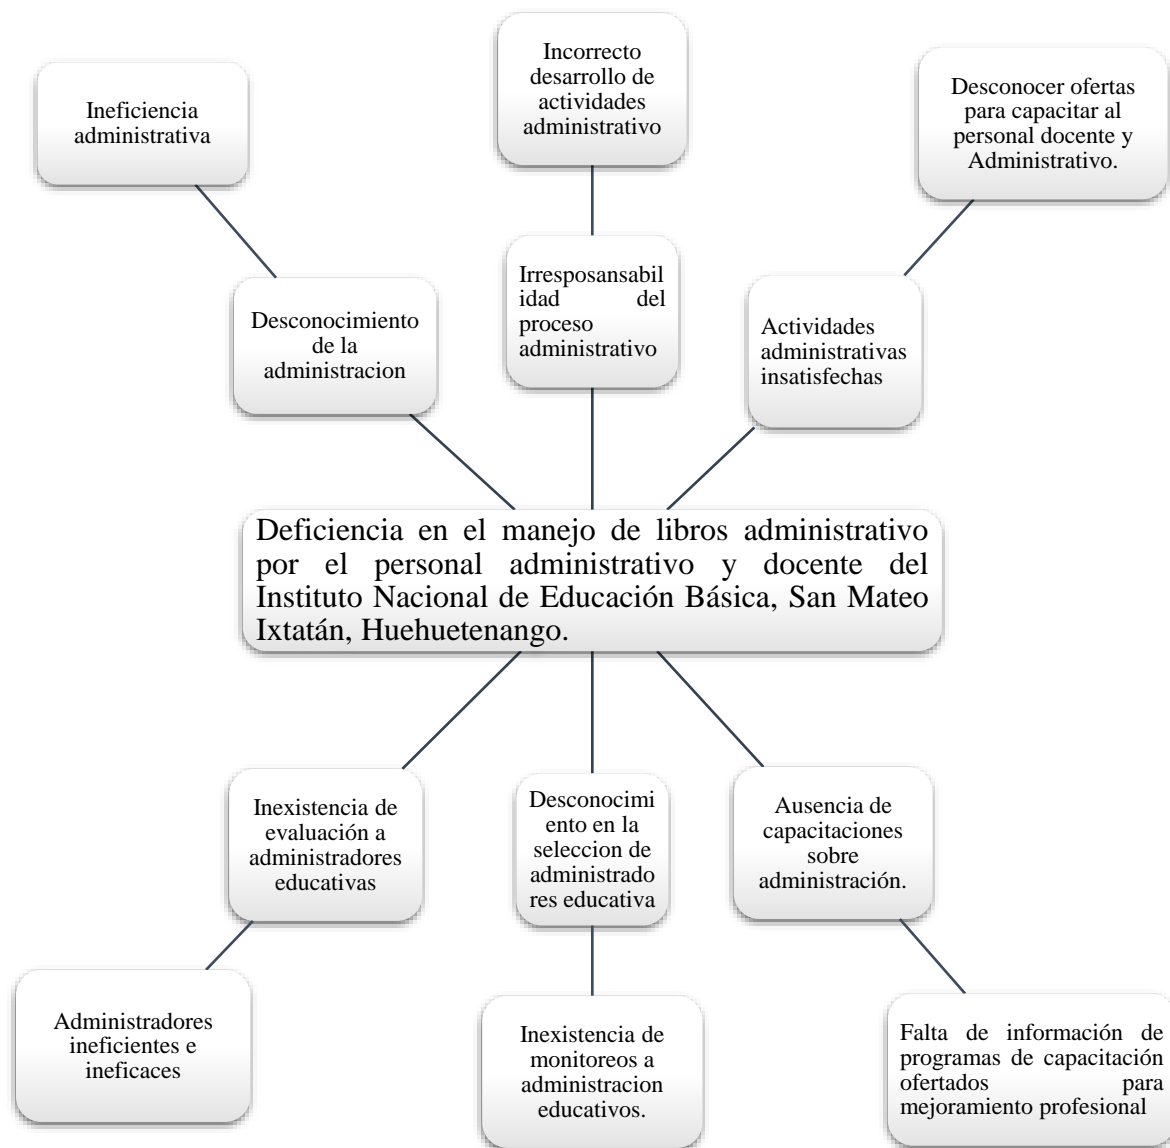 Incorrecto
desarrollo de
actividades
administrativo
Ineficiencia
administrativa
Desconocer ofertas
para capacitar al
personal docente y
Administrativo.
Desconocimiento
de la
administracion
Irresposansabil
idad del
proceso
administrativo
Actividades
administrativas
insatisfechas
Deficiencia en el manejo de libros administrativo
por el personal administrativo y docente del
Instituto Nacional de Educación Básica, San Mateo
Ixtatán, Huehuetenango.
Inexistencia de
evaluación a
administradores
educativas
Desconocimi
ento en la
seleccion de
administrado
res educativa
Ausencia de
capacitaciones
sobre
administración.
Administradores
ineficientes e
ineficaces
Inexistencia de
monitoreos a
administracion
educativos.
Falta de información de
programas de capacitación
ofertados para
mejoramiento profesional